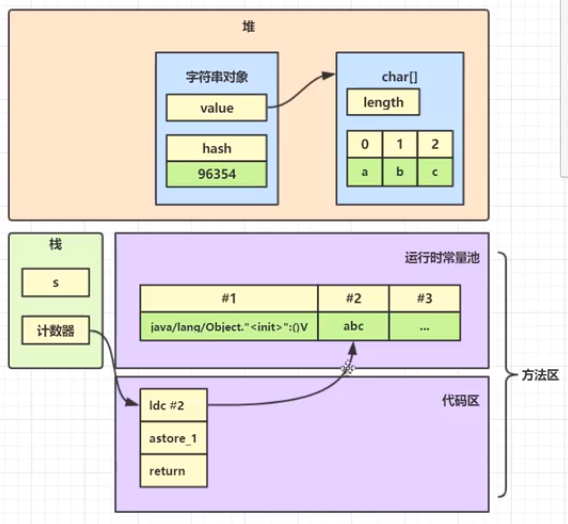 堆
字符串对象
value
hash
96354
char[]
length
0 1 2
a b c
栈
s
计数器
运行时常量池
#1 #2 #3
java/lang/Object."<init>":()V abc ...
方法区
代码区
ldc #2
astore_1
return